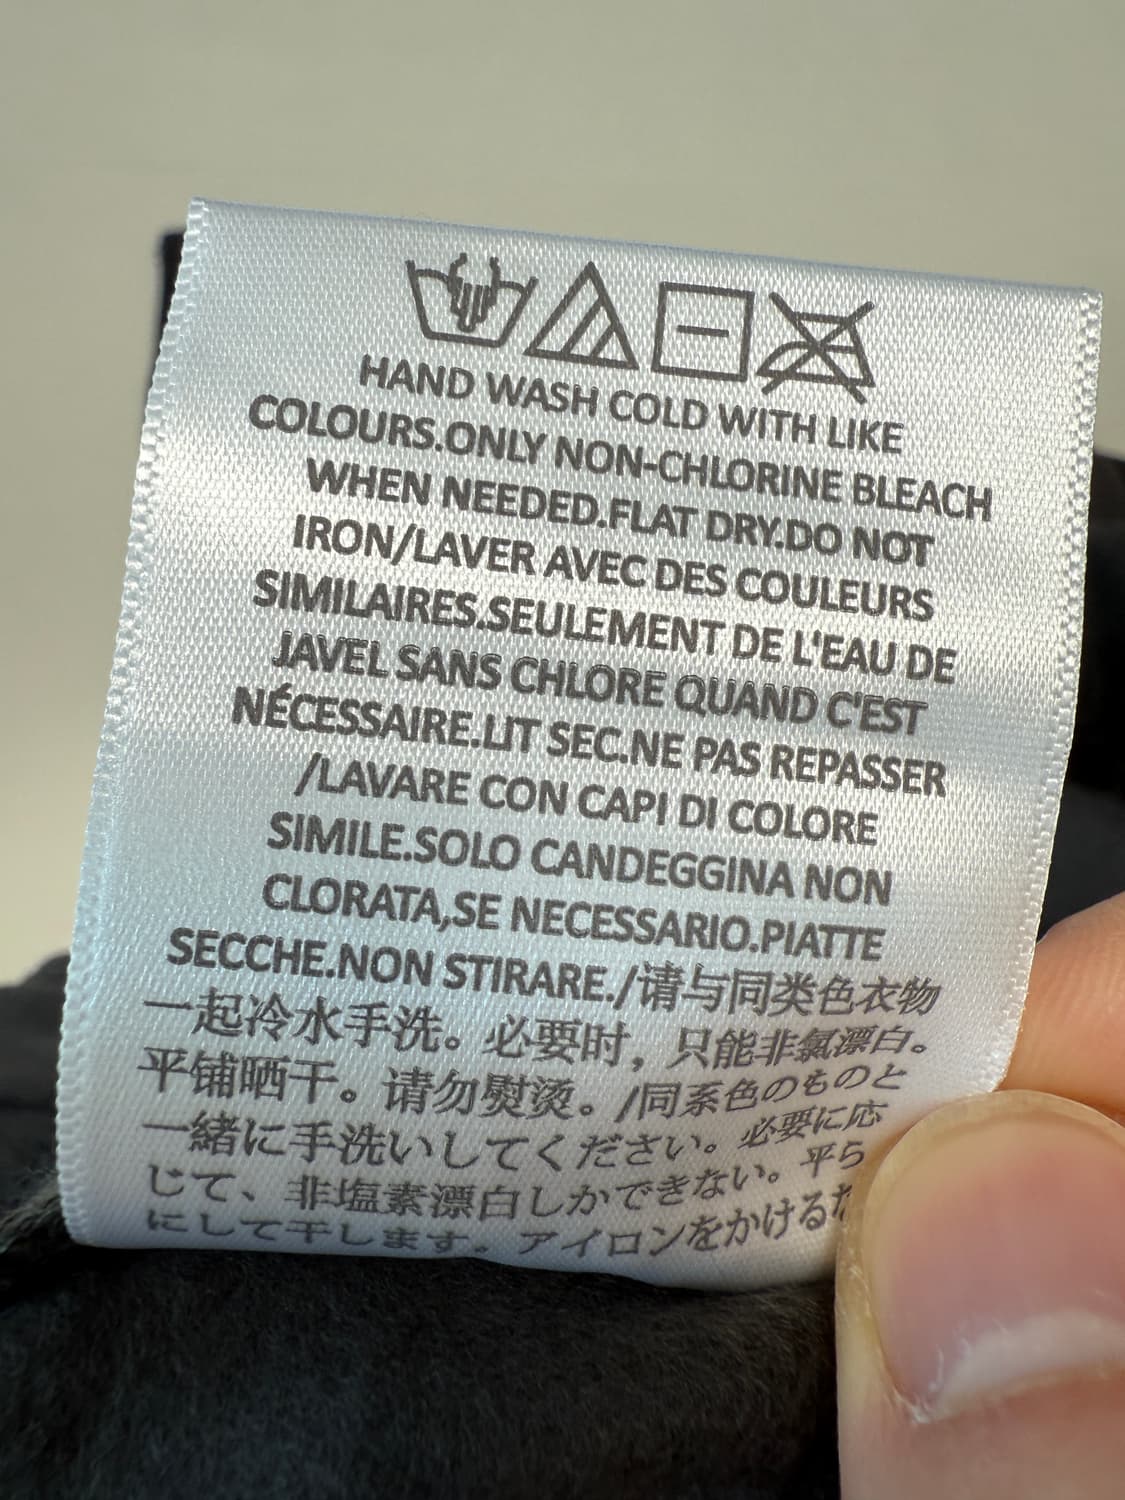 HAND WASH COLD WITH LIKE
COLOURS.ONLY NON-CHLORINE BLEACH
WHEN NEEDED.FLAT DRY.DO NOT
IRON/LAVER AVEC DES COULEURS
SIMILAIRES.SEULEMENT DE L'EAU DE
JAVEL SANS CHLORE QUAND C'EST
NÉCESSAIRE.LIT SEC.NE PAS REPASSER
/LAVARE CON CAPI DI COLORE
SIMILE.SOLO CANDEGGINA NON
CLORATA,SE NECESSARIO.PIATTE
SECCHE.NON STIRARE./请与同类色衣物
一起冷水手洗。必要时，只能非氯漂白。
平铺晒干。请勿熨烫。/同系色のものと
一緒に手洗いしてください。必要に応
じて、非塩素漂白しかできない。平ら
にして干します。アイロンをかける